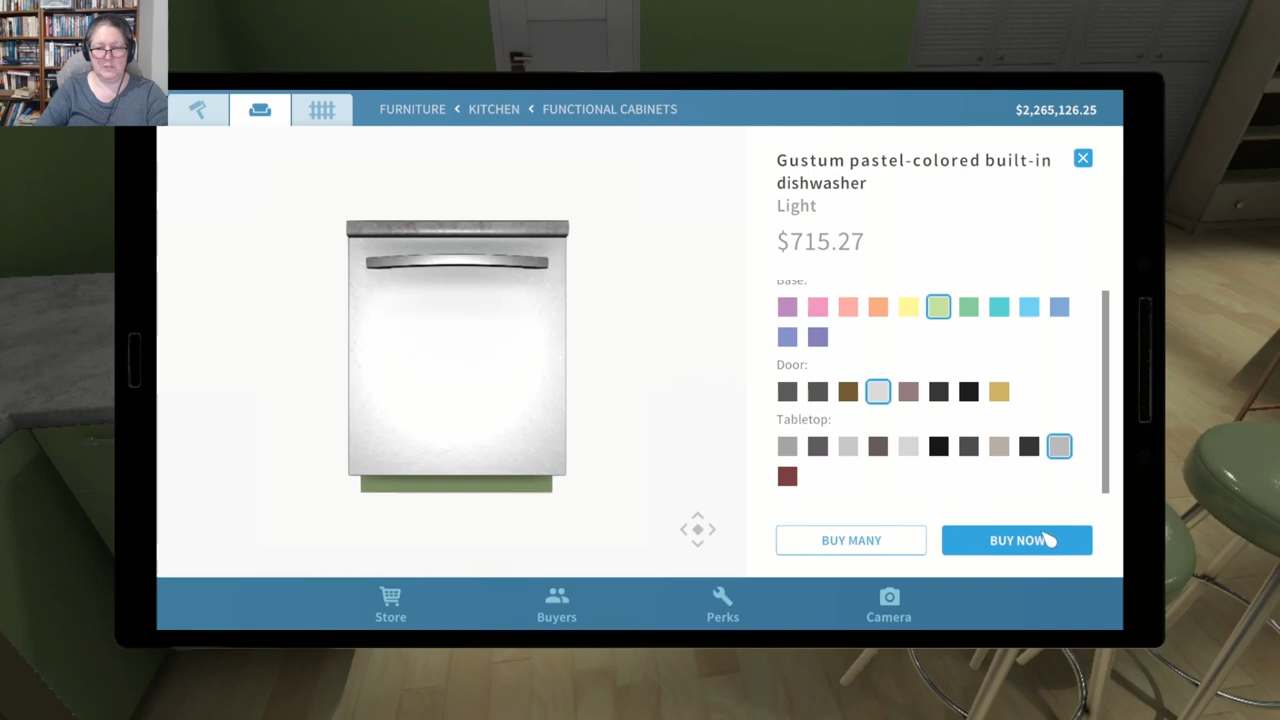 FURNITURE < KITCHEN < FUNCTIONAL CABINETS
$2,265,126.25
Gustum pastel-colored built-in
dishwasher
Light
$715.27
Base:
Door:
Tabletop:
BUY MANY
BUY NOW
Store
Buyers
Perks
Camera